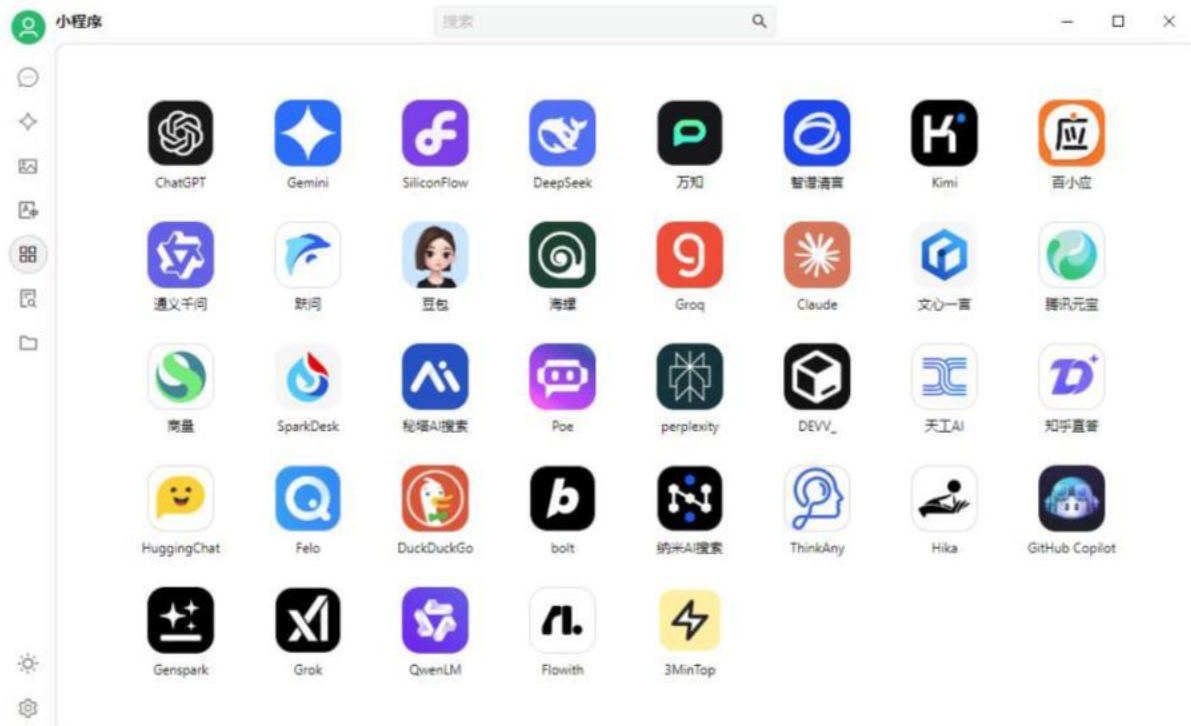 小程序
搜索
ChatGPT
Gemini
SiliconFlow
DeepSeek
万知
智谱清言
Kimi
百小应
通义千问
跃问
豆包
海螺
Groq
Claude
文心一言
腾讯元宝
商量
SparkDesk
秘塔AI搜索
Poe
perplexity
DEVV_
天工AI
知乎直答
HuggingChat
Felo
DuckDuckGo
bolt
纳米AI搜索
ThinkAny
Hika
GitHub Copilot
Genspark
Grok
QwenLM
Flowith
3MinTop